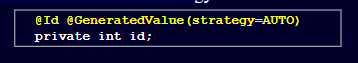 @Id @GeneratedValue(strategy=AUTO)
private int id;